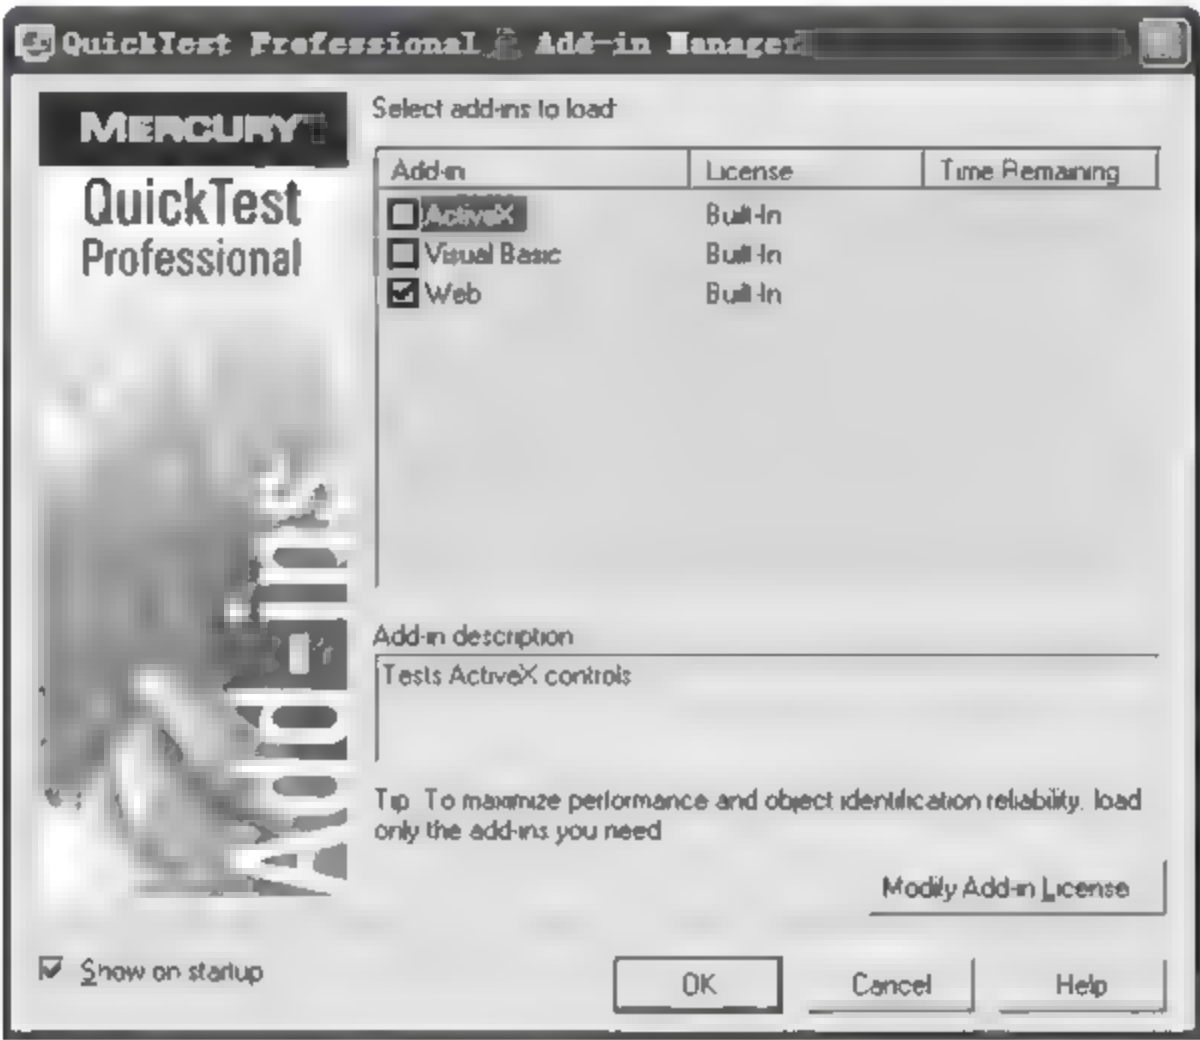 QuickTest Professional - Add-in Manager
MERCURY
QuickTest
Professional
Add-ins
Select add-ins to load
Add-in License Time Remaining
ActiveX Built-In
Visual Basic Built-In
Web Built-In
Add-in description
Tests ActiveX controls
Tip To maximize performance and object identification reliability. load
only the add-ins you need
Modify Add-in License
Show on startup
OK Cancel Help